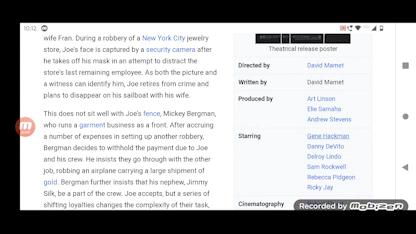 10:12
wife Fran. During a robbery of a New York City jewelry
store, Joe's face is captured by a security camera after
he takes off his mask in an attempt to distract the
store's last remaining employee. As both the picture and
a witness can identify him, Joe retires from crime and
plans to disappear on his sailboat with his wife.
This does not sit well with Joe's fence, Mickey Bergman,
who runs a garment business as a front. After accruing
a number of expenses in setting up another robbery,
Bergman decides to withhold the payment due to Joe
and his crew. He insists they go through with the other
job, robbing an airplane carrying a large shipment of
gold. Bergman further insists that his nephew, Jimmy
Silk, be a part of the crew. Joe accepts, but a series of
shifting loyalties changes the complexity of their task,
Theatrical release poster
Directed by David Mamet
Written by David Mamet
Produced by Art Linson
Elie Samaha
Andrew Stevens
Starring Gene Hackman
Danny DeVito
Delroy Lindo
Sam Rockwell
Rebecca Pidgeon
Ricky Jay
Cinematography
Recorded by Mobizen